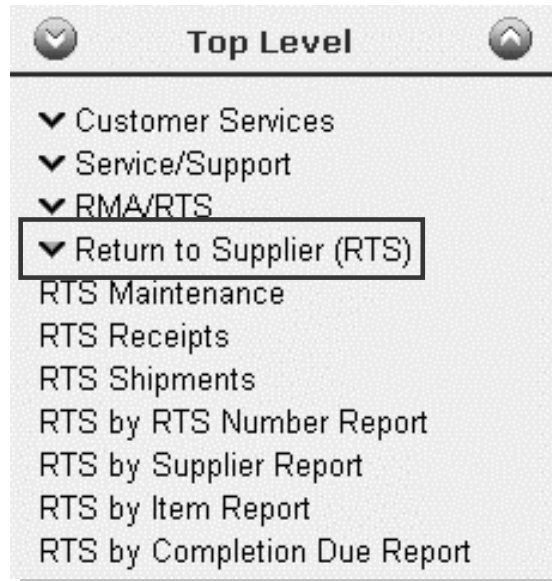 Top Level
Customer Services
Service/Support
RMA/RTS
Return to Supplier (RTS)
RTS Maintenance
RTS Receipts
RTS Shipments
RTS by RTS Number Report
RTS by Supplier Report
RTS by Item Report
RTS by Completion Due Report